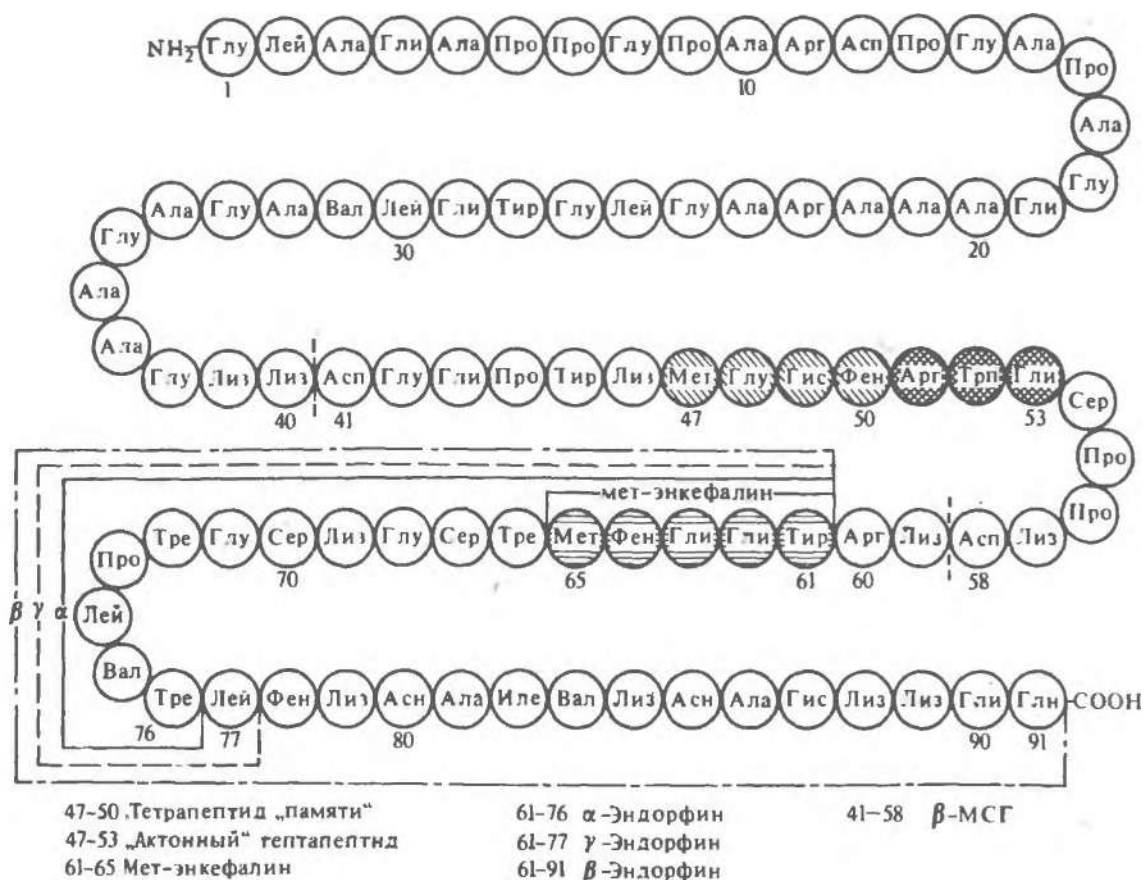 NH₂ Глу Лей Ала Гли Ала Про Про Глу Про Ала Арг Асп Про Глу Ала
1 10
Про
Ала
Глу
Ала Глу Ала Вал Лей Гли Тир Глу Лей Глу Ала Арг Ала Ала Ала Гли
30 20
Глу
Ала
Ала
Глу Лиз Лиз Асп Глу Гли Про Тир Лиз Мет Глу Гис Фен Арг Трп Гли
40 41 47 50 53
Сер
Про
Про
мет-энкефалин
Тре Глу Сер Лиз Глу Сер Тре Мет Фен Гли Гли Тир Арг Лиз Асп Лиз
70 65 61 60 58
Про
Лей
β γ α
Вал
Тре Лей Фен Лиз Асн Ала Иле Вал Лиз Асн Ала Гис Лиз Лиз Гли Глн COOH
76 77 80 90 91
47-50 Тетрапептид „памяти“ 61-76 α-Эндорфин 41-58 β-МСГ
47-53 „Актонный“ гептапептид 61-77 γ-Эндорфин
61-65 Мет-энкефалин 61-91 β-Эндорфин